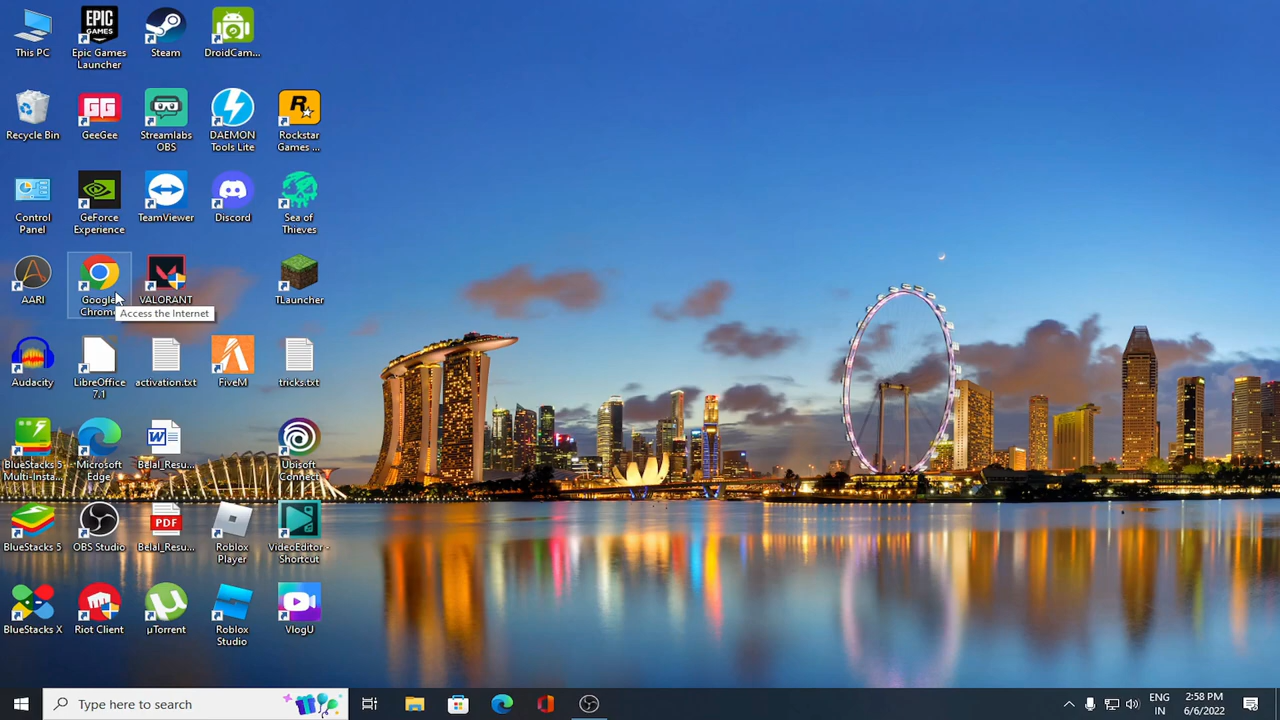 This PC
Epic Games
Launcher
Steam
DroidCam...
Recycle Bin
GeeGee
Streamlabs
OBS
DAEMON
Tools Lite
Rockstar
Games ...
Control
Panel
GeForce
Experience
TeamViewer
Discord
Sea of
Thieves
AARI
Google
Chrome
VALORANT
TLauncher
Access the Internet
Audacity
LibreOffice
7.1
activation.txt
FiveM
tricks.txt
BlueStacks 5
Multi-Insta...
Microsoft
Edge
Belal_Resu...
Ubisoft
Connect
BlueStacks 5
OBS Studio
Belal_Resu...
Roblox
Player
VideoEditor -
Shortcut
BlueStacks X
Riot Client
µTorrent
Roblox
Studio
VlogU
EPIC
GAMES
GG
R
W
PDF
Type here to search
ENG
IN
2:58 PM
6/6/2022